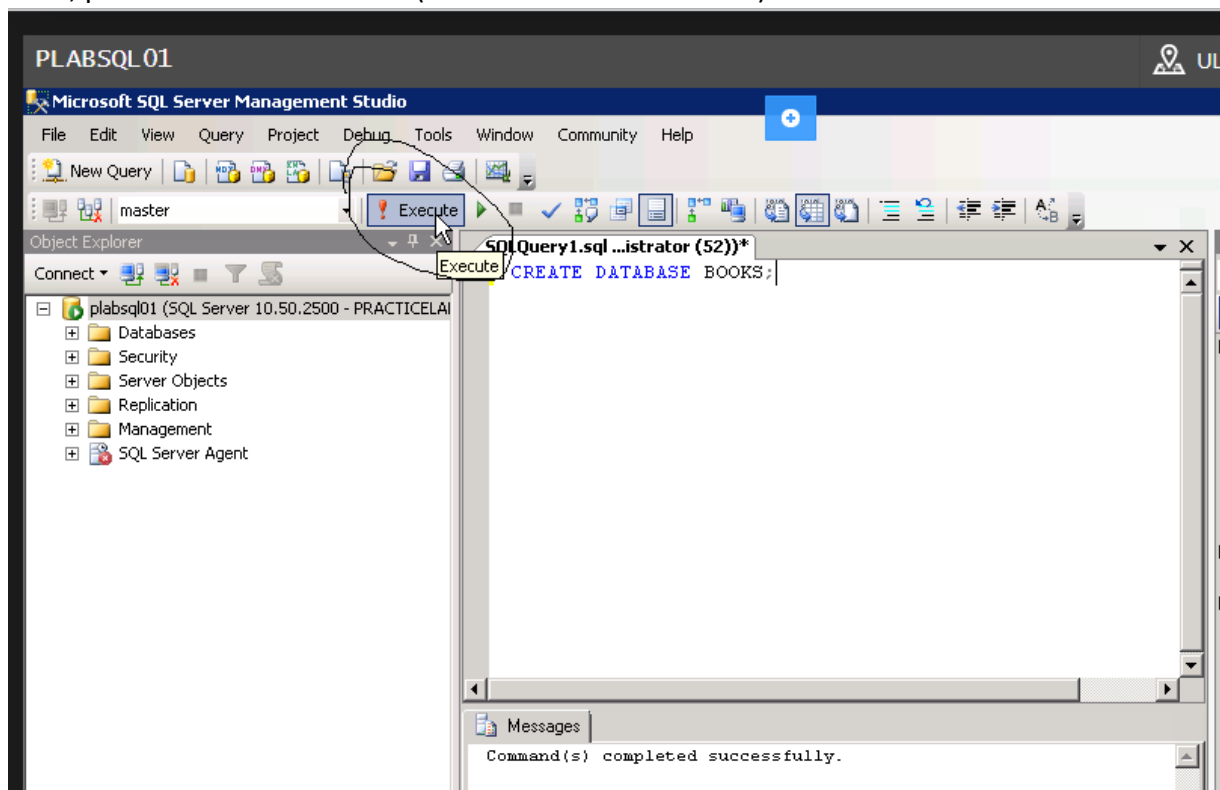 PLABSQL01
UL
Microsoft SQL Server Management Studio
File Edit View Query Project Debug Tools Window Community Help
New Query
master
Execute
Object Explorer
SQLQuery1.sql ...istrator (52))*
Connect
Execute
CREATE DATABASE BOOKS;
plabsql01 (SQL Server 10.50.2500 - PRACTICELA
Databases
Security
Server Objects
Replication
Management
SQL Server Agent
Messages
Command(s) completed successfully.